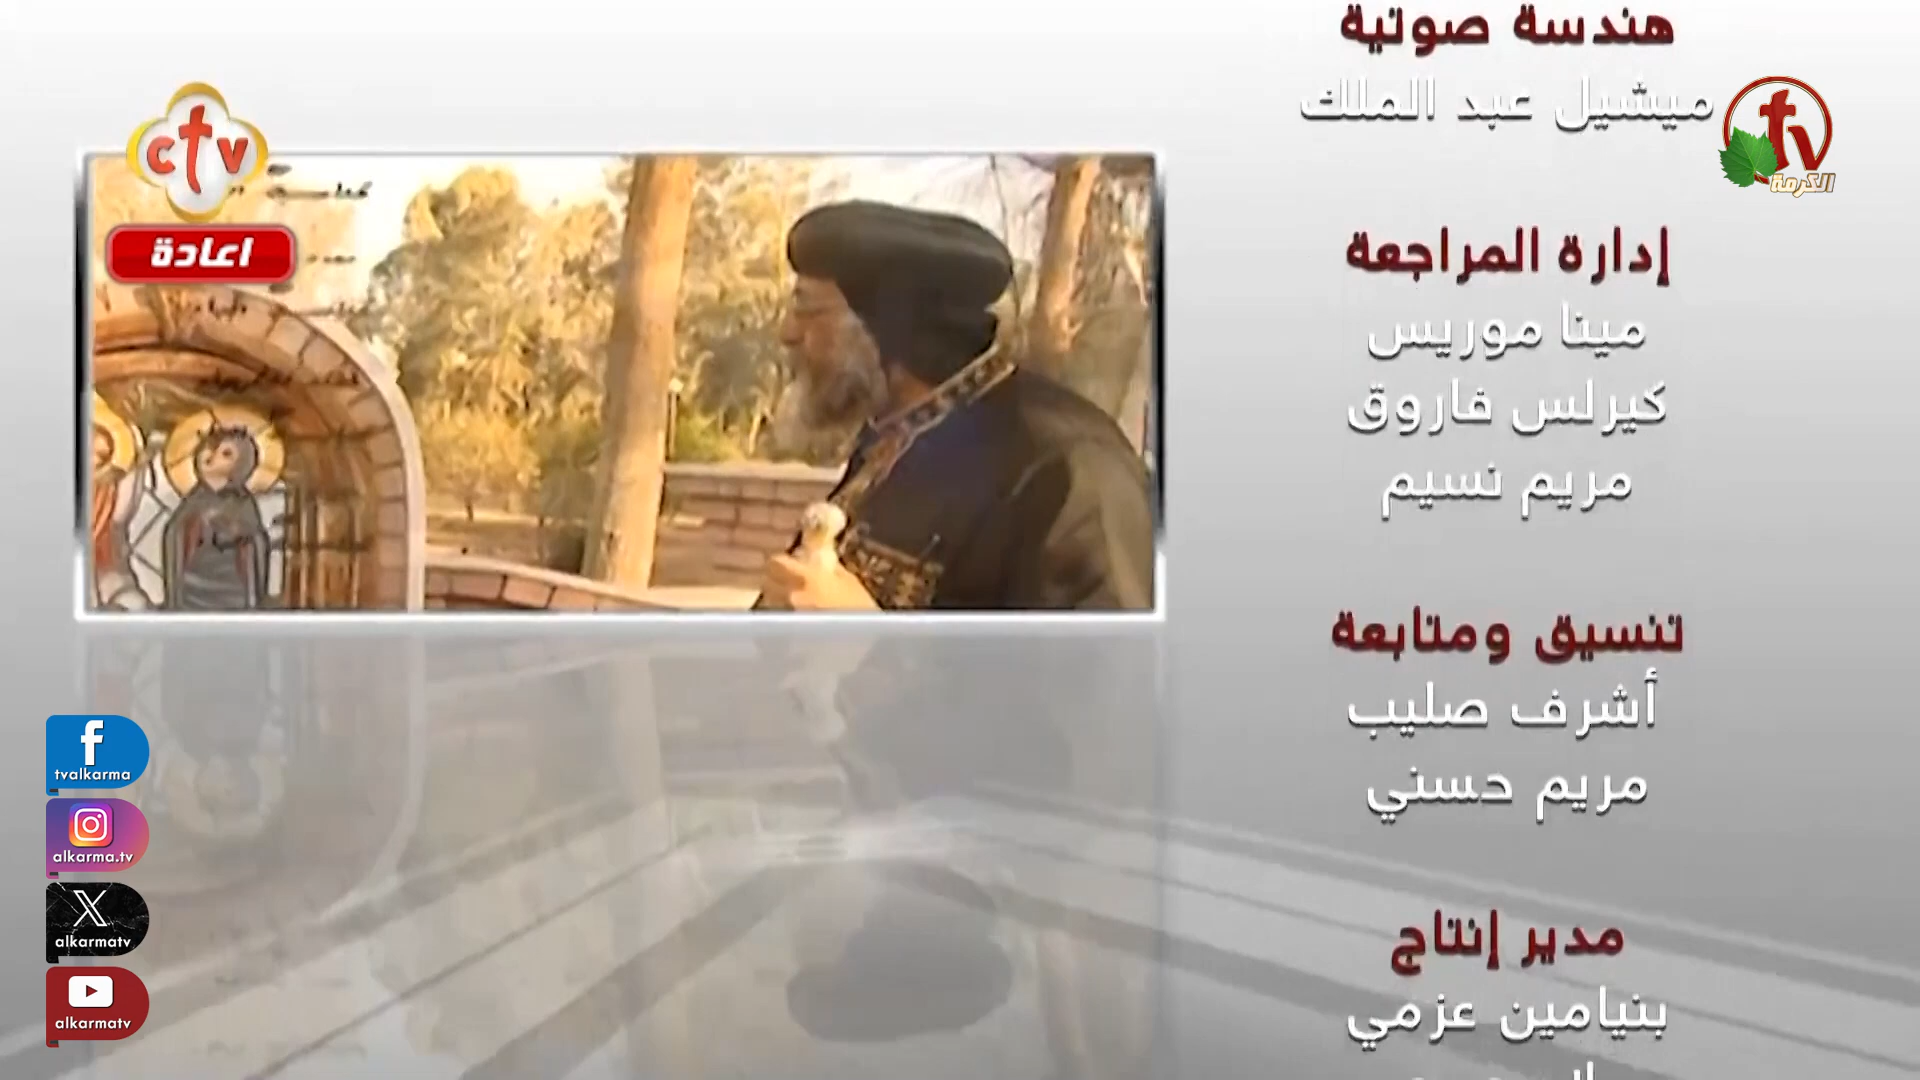 هندسة صوتية
ميشيل عبد الملك
إدارة المراجعة
مينا موريس
كيرلس فاروق
مريم نسيم
تنسيق ومتابعة
أشرف صليب
مريم حسني
مدير إنتاج
بنيامين عزمي
ctv
اعادة
tv
الكرمة
tvalkarma
alkarma.tv
alkarmatv
alkarmatv